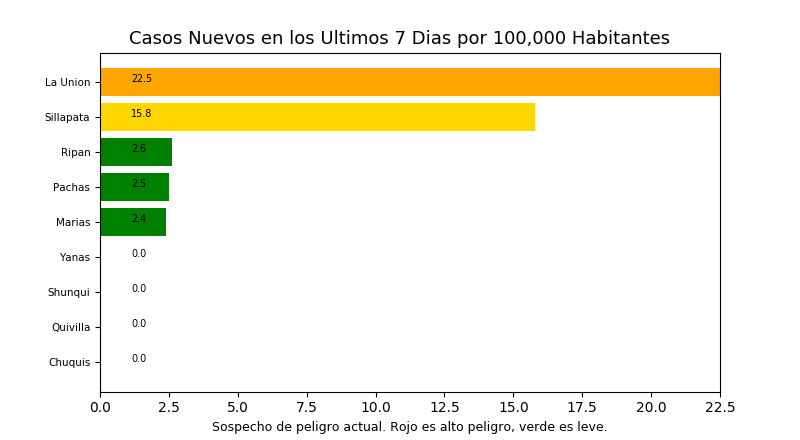 Casos Nuevos en los Ultimos 7 Dias por 100,000 Habitantes
La Union 22.5
Sillapata 15.8
Ripan 2.6
Pachas 2.5
Marias 2.4
Yanas 0.0
Shunqui 0.0
Quivilla 0.0
Chuquis 0.0
0.0 2.5 5.0 7.5 10.0 12.5 15.0 17.5 20.0 22.5
Sospecho de peligro actual. Rojo es alto peligro, verde es leve.